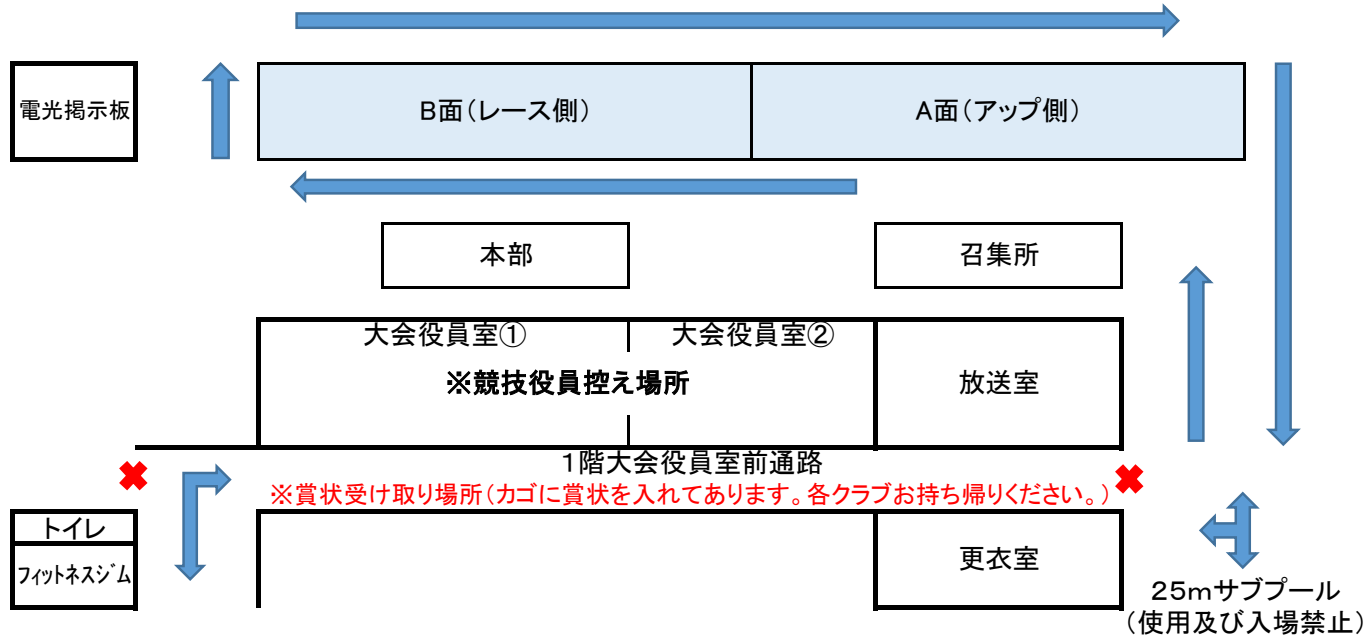 電光掲示板
B面（レース側）
A面（アップ側）
本部
召集所
大会役員室①
大会役員室②
※競技役員控え場所
放送室
１階大会役員室前通路
※賞状受け取り場所（カゴに賞状を入れてあります。各クラブお持ち帰りください。）
トイレ
フィットネスジム
更衣室
２５ｍサブプール
（使用及び入場禁止）